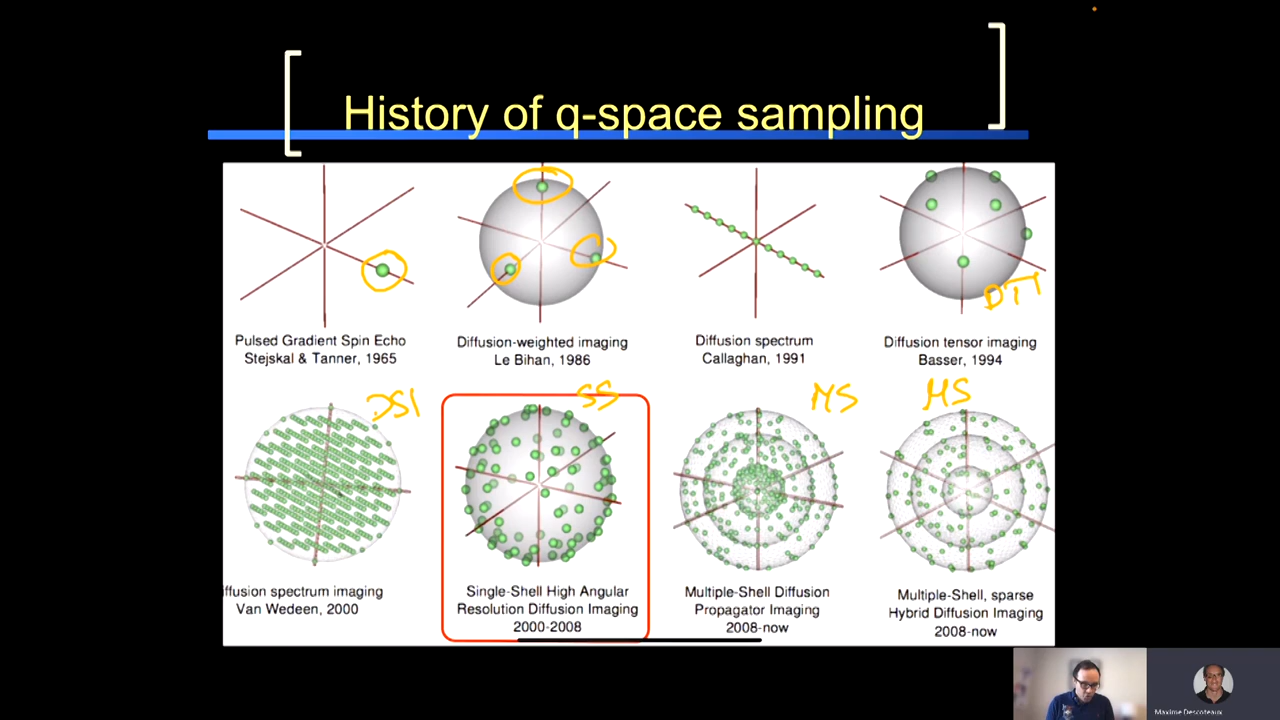 History of q-space sampling
Pulsed Gradient Spin Echo
Stejskal & Tanner, 1965
Diffusion-weighted imaging
Le Bihan, 1986
Diffusion spectrum
Callaghan, 1991
DTI
Diffusion tensor imaging
Basser, 1994
DSI
iffusion spectrum imaging
Van Wedeen, 2000
SS
Single-Shell High Angular
Resolution Diffusion Imaging
2000-2008
MS
Multiple-Shell Diffusion
Propagator Imaging
2008-now
MS
Multiple-Shell, sparse
Hybrid Diffusion Imaging
2008-now
Maxime Descoteaux